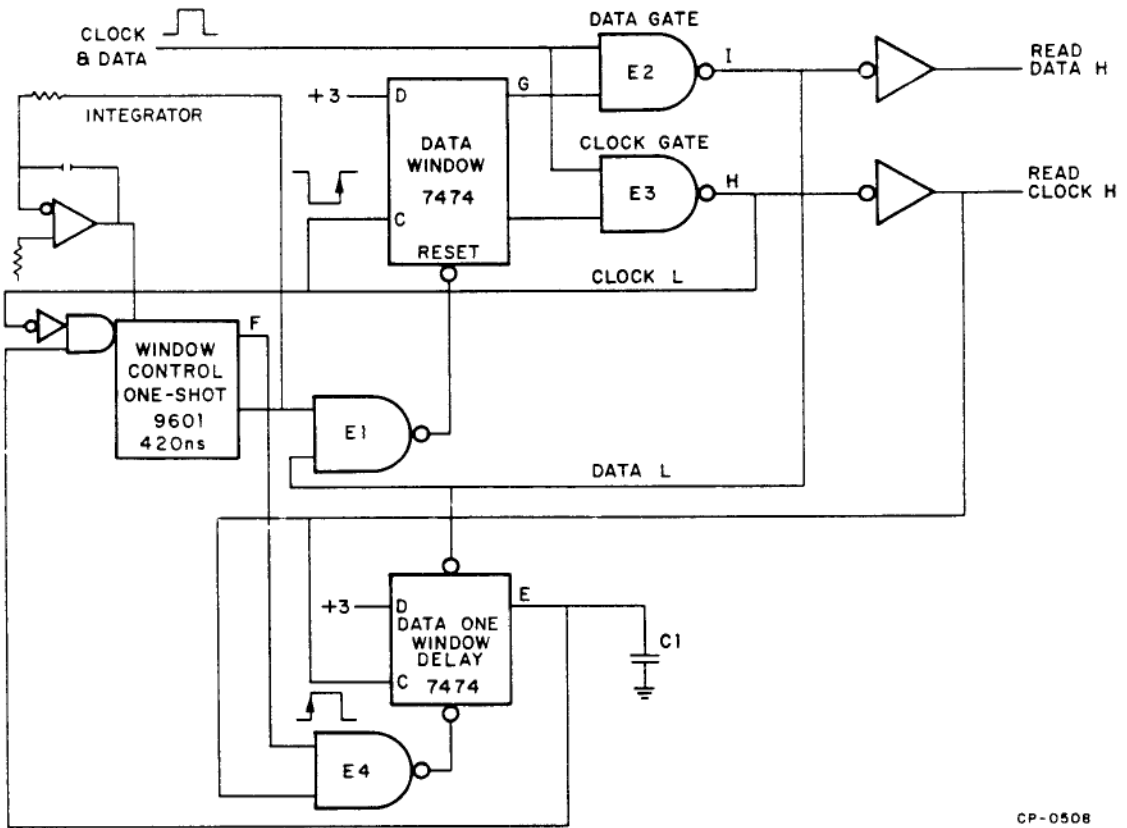 DATA GATE
CLOCK
& DATA
E2
I
READ
DATA H
+3
D
G
INTEGRATOR
DATA
WINDOW
7474
CLOCK GATE
E3
H
READ
CLOCK H
C
RESET
CLOCK L
F
WINDOW
CONTROL
ONE-SHOT
9601
420ns
E1
DATA L
+3
D
E
DATA ONE
WINDOW
DELAY
C
7474
C1
E4
CP-0508